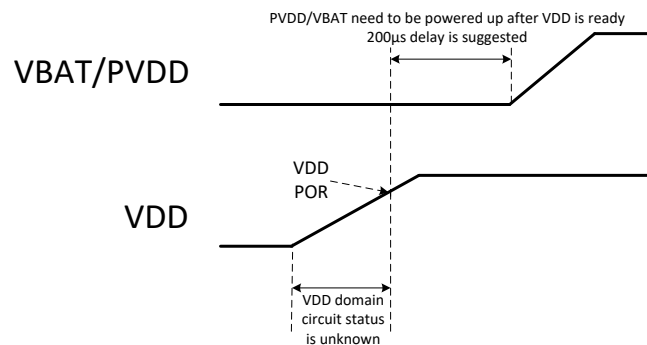 PVDD/VBAT need to be powered up after VDD is ready
200µs delay is suggested
VBAT/PVDD
VDD
POR
VDD
VDD domain
circuit status
is unknown